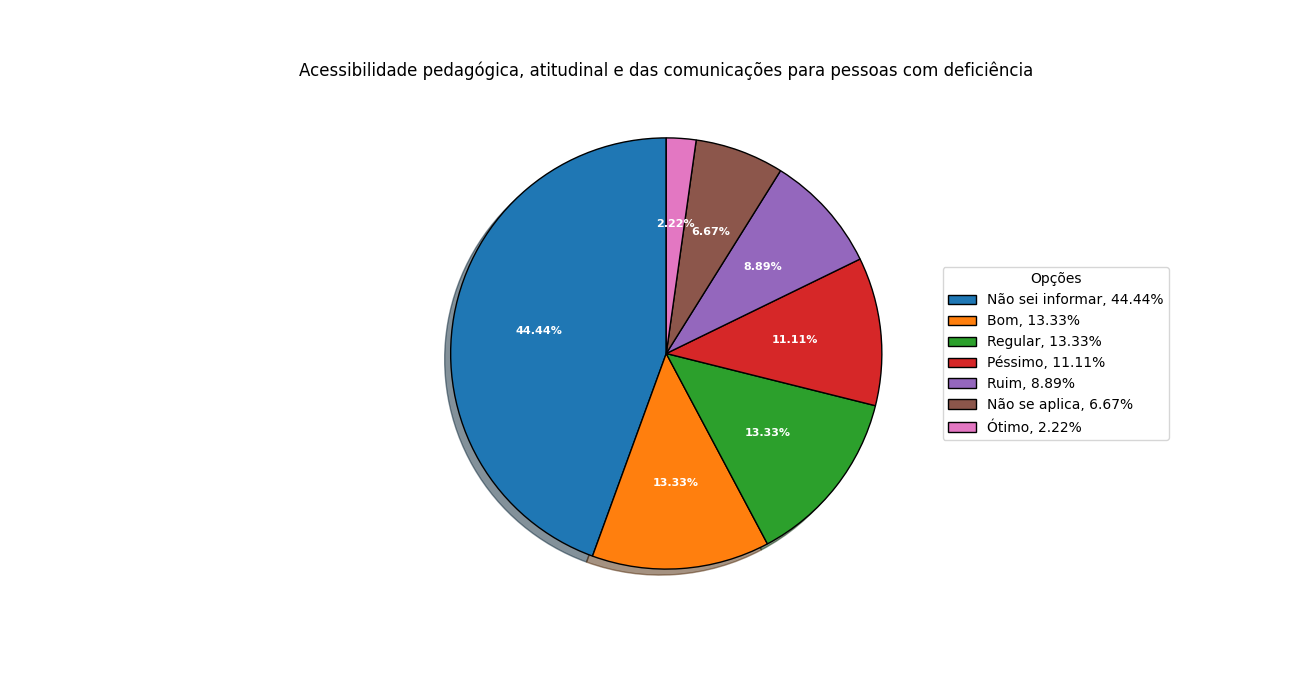 Acessibilidade pedagógica, atitudinal e das comunicações para pessoas com deficiência
2.22%
6.67%
8.89%
44.44%
11.11%
13.33%
13.33%
Opções
Não sei informar, 44.44%
Bom, 13.33%
Regular, 13.33%
Péssimo, 11.11%
Ruim, 8.89%
Não se aplica, 6.67%
Ótimo, 2.22%